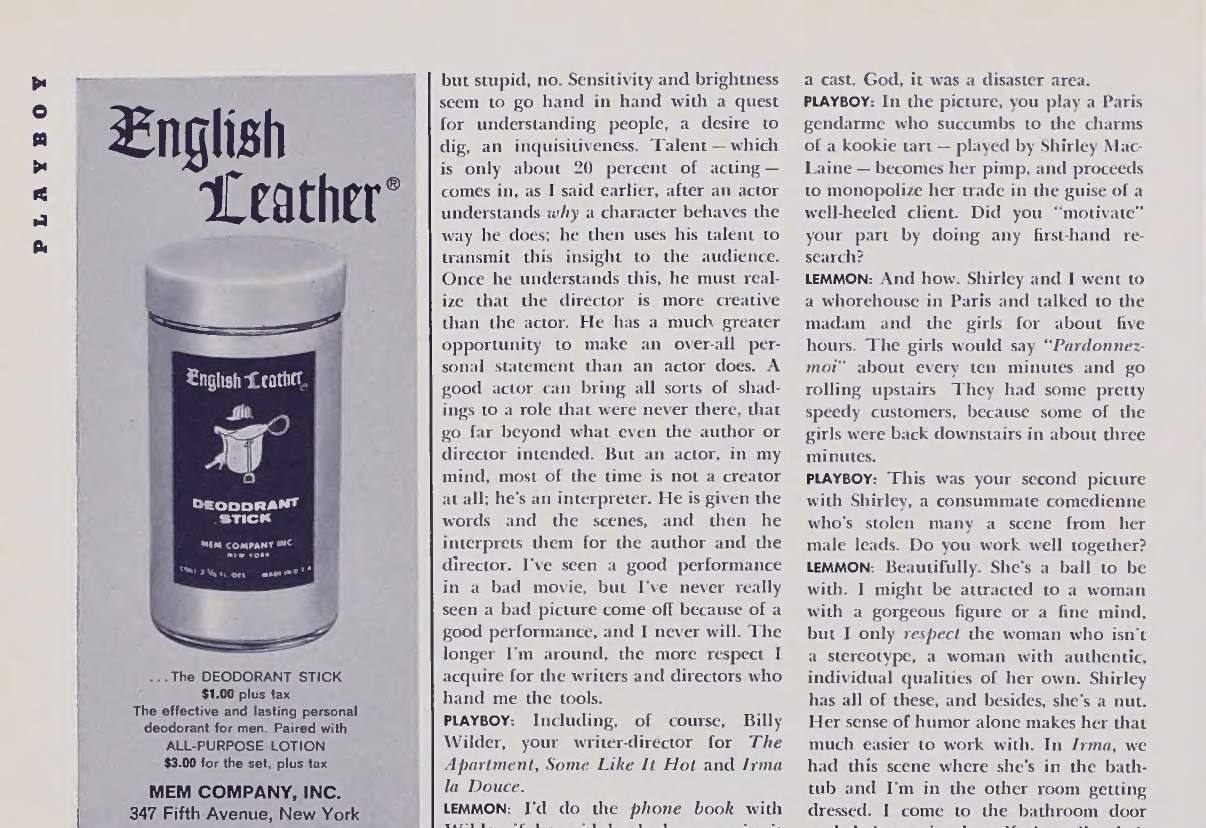 PLAYBOY
English
Leather®
English Leather
DEODORANT
STICK
MEM COMPANY INC
NEW YORK
MADE IN U S A
...The DEODORANT STICK
$1.00 plus tax
The effective and lasting personal
deodorant for men. Paired with
ALL-PURPOSE LOTION
$3.00 for the set, plus tax
MEM COMPANY, INC.
347 Fifth Avenue, New York
but stupid, no. Sensitivity and brightness
seem to go hand in hand with a quest
for understanding people, a desire to
dig, an inquisitiveness. Talent — which
is only about 20 percent of acting —
comes in, as I said earlier, after an actor
understands why a character behaves the
way he does; he then uses his talent to
transmit this insight to the audience.
Once he understands this, he must real-
ize that the director is more creative
than the actor. He has a much greater
opportunity to make an over-all per-
sonal statement than an actor does. A
good actor can bring all sorts of shad-
ings to a role that were never there, that
go far beyond what even the author or
director intended. But an actor, in my
mind, most of the time is not a creator
at all; he's an interpreter. He is given the
words and the scenes, and then he
interprets them for the author and the
director. I've seen a good performance
in a bad movie, but I've never really
seen a bad picture come off because of a
good performance, and I never will. The
longer I'm around, the more respect I
acquire for the writers and directors who
hand me the tools.
PLAYBOY: Including, of course, Billy
Wilder, your writer-director for The
Apartment, Some Like It Hot and Irma
la Douce.
LEMMON: I'd do the phone book with
a cast. God, it was a disaster area.
PLAYBOY: In the picture, you play a Paris
gendarme who succumbs to the charms
of a kookie tart — played by Shirley Mac-
Laine — becomes her pimp, and proceeds
to monopolize her trade in the guise of a
well-heeled client. Did you "motivate"
your part by doing any first-hand re-
search?
LEMMON: And how. Shirley and I went to
a whorehouse in Paris and talked to the
madam and the girls for about five
hours. The girls would say "Pardonnez-
moi" about every ten minutes and go
rolling upstairs They had some pretty
speedy customers, because some of the
girls were back downstairs in about three
minutes.
PLAYBOY: This was your second picture
with Shirley, a consummate comedienne
who's stolen many a scene from her
male leads. Do you work well together?
LEMMON: Beautifully. She's a ball to be
with. I might be attracted to a woman
with a gorgeous figure or a fine mind,
but I only respect the woman who isn't
a stereotype, a woman with authentic,
individual qualities of her own. Shirley
has all of these, and besides, she's a nut.
Her sense of humor alone makes her that
much easier to work with. In Irma, we
had this scene where she's in the bath-
tub and I'm in the other room getting
dressed. I come to the bathroom door